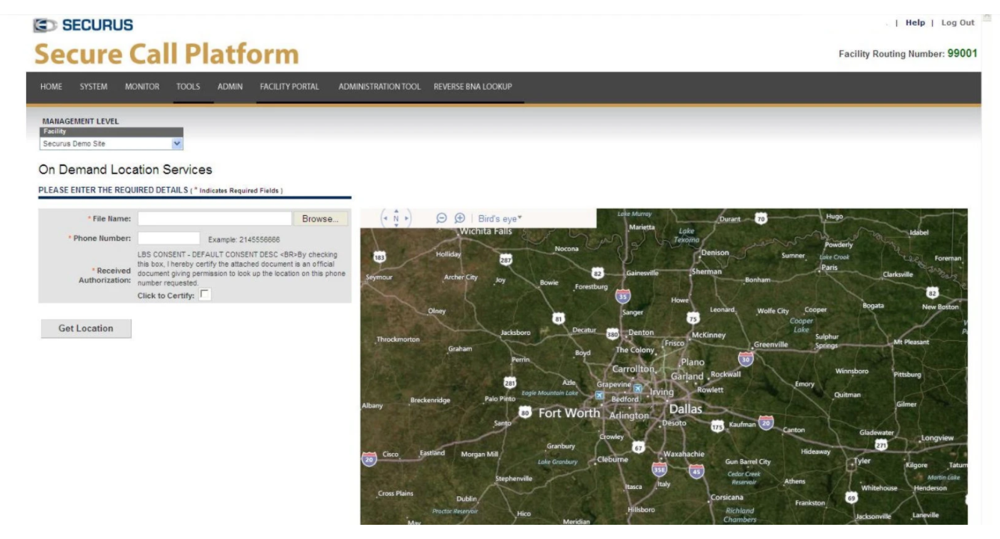 SECURUS
| Help | Log Out
Secure Call Platform
Facility Routing Number: 99001
HOME SYSTEM MONITOR TOOLS ADMIN FACILITY PORTAL ADMINISTRATION TOOL REVERSE BNA LOOKUP
MANAGEMENT LEVEL
Facility
Securus Demo Site
On Demand Location Services
PLEASE ENTER THE REQUIRED DETAILS ( * Indicates Required Fields )
* File Name: Browse...
* Phone Number: Example: 2145556666
* Received Authorization:
LBS CONSENT - DEFAULT CONSENT DESC <BR>By checking
this box, I hereby certify the attached document is an official
document giving permission to look up the location on this phone
number requested.
Click to Certify:
Get Location
N | Bird's eye
Lake Murray
Durant 70 Hugo
Marietta
Wichita Falls Lake Texoma Idabel
Powderly
Nocona Denison
183 Holliday 287 Sumner Lake Crook Foreman
Paris
Seymour Archer City Joy Bowie 82 Gainesville Sherman Bonham Clarksville
Forestburg
35 Howe 82
Olney Sanger Leonard Wolfe City Cooper Bogata New Boston
81 75 Cooper Lake
Jacksboro Decatur 380 Denton McKinney Sulphur Springs
Throckmorton Frisco Greenville Mt Pleasant
Graham Boyd The Colony
Perrin Plano 30
Carrollton Garland Rockwall Winnsboro Pittsburg
281 Azle Grapevine Irving Rowlett Emory
Eagle Mountain Lake Quitman
Albany Breckenridge Palo Pinto Bedford Gilmer
80 Fort Worth Arlington Dallas
Santo Desoto 175 Kaufman 20 Canton
Crowley Gladewater Longview
Granbury 67 271
20 Cisco Eastland Morgan Mill Cleburne Waxahachie Hideaway
Lake Granbury Gun Barrel City Tyler Kilgore Tatum
35E 45 Cedar Creek Reservoir
Stephenville Itasca Italy Athens Whitehouse Henderson Martin Lake
Cross Plains Dublin Corsicana Frankston 69
Proctor Reservoir Hico Hillsboro Richland Chambers Jacksonville Laneville
May Meridian